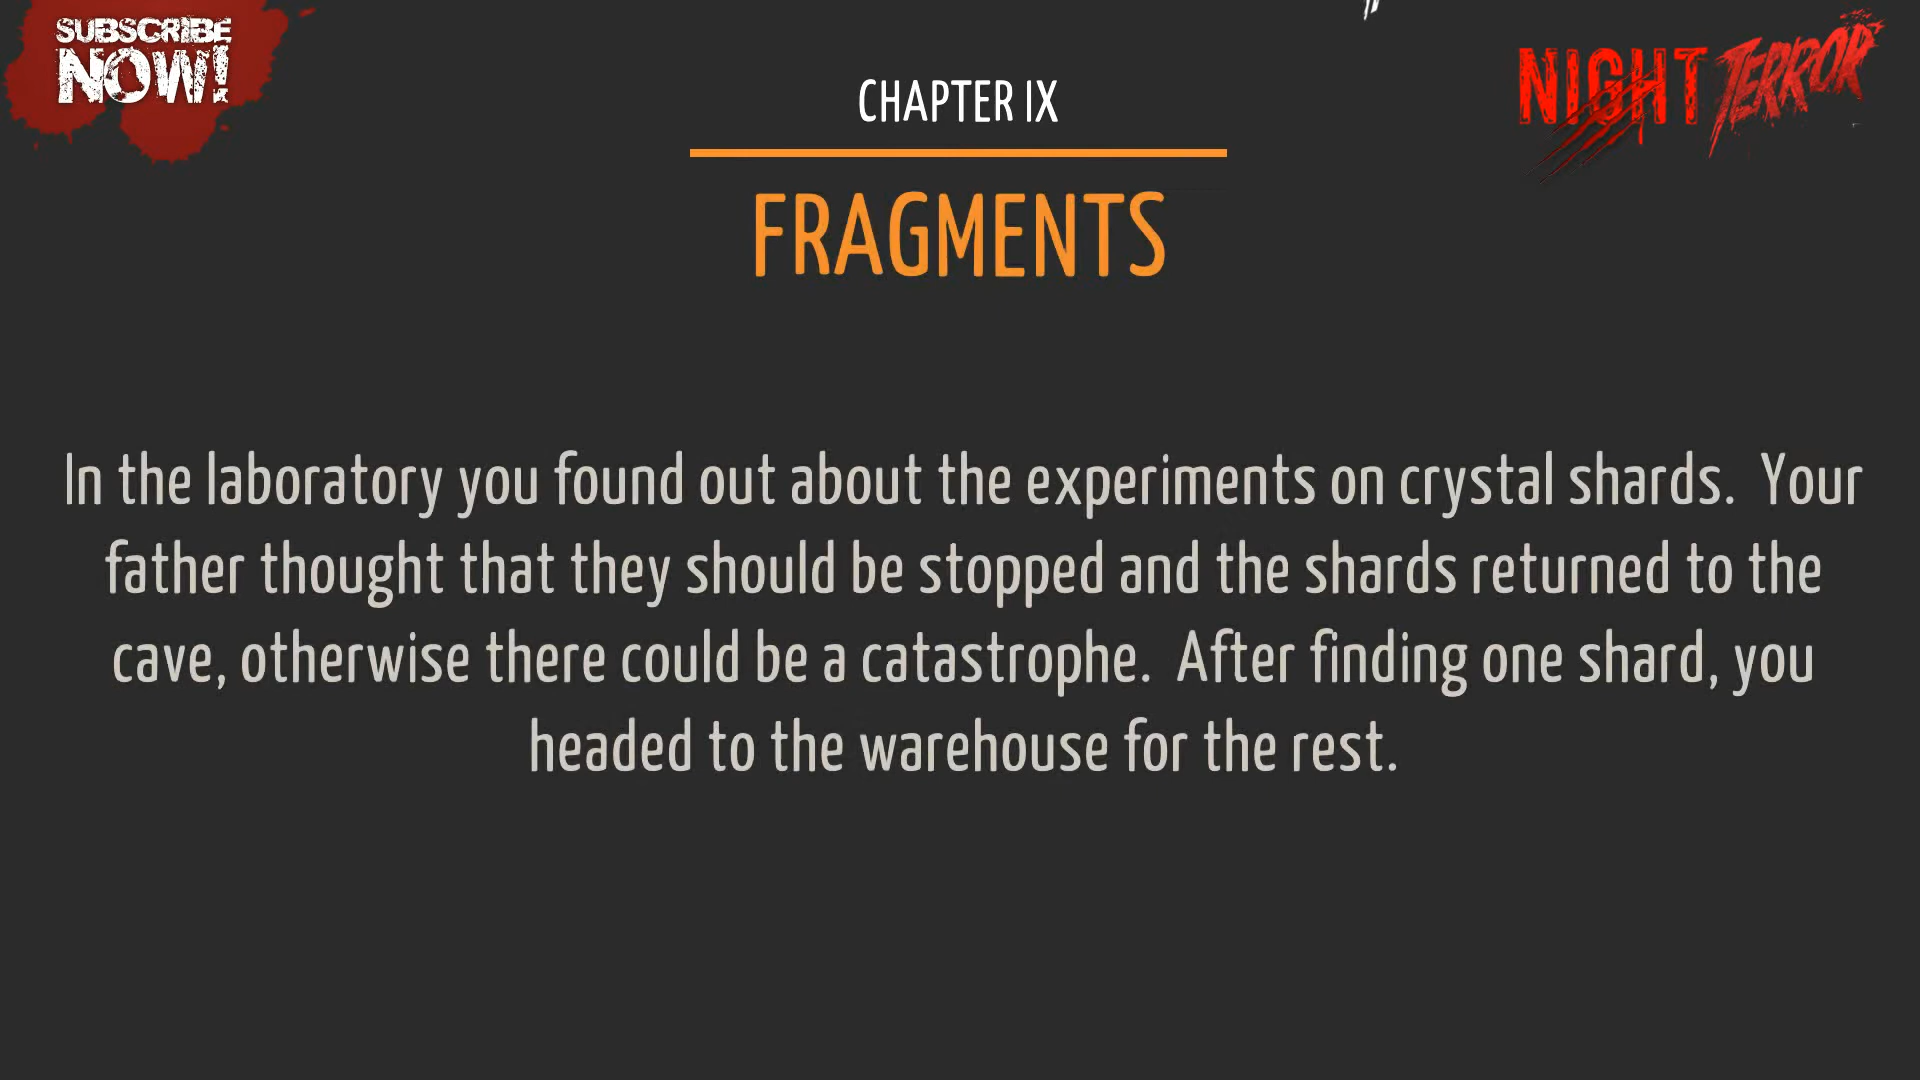 SUBSCRIBE
NOW!
NIGHT TERROR
CHAPTER IX
FRAGMENTS
In the laboratory you found out about the experiments on crystal shards.  Your
father thought that they should be stopped and the shards returned to the
cave, otherwise there could be a catastrophe.  After finding one shard, you
headed to the warehouse for the rest.